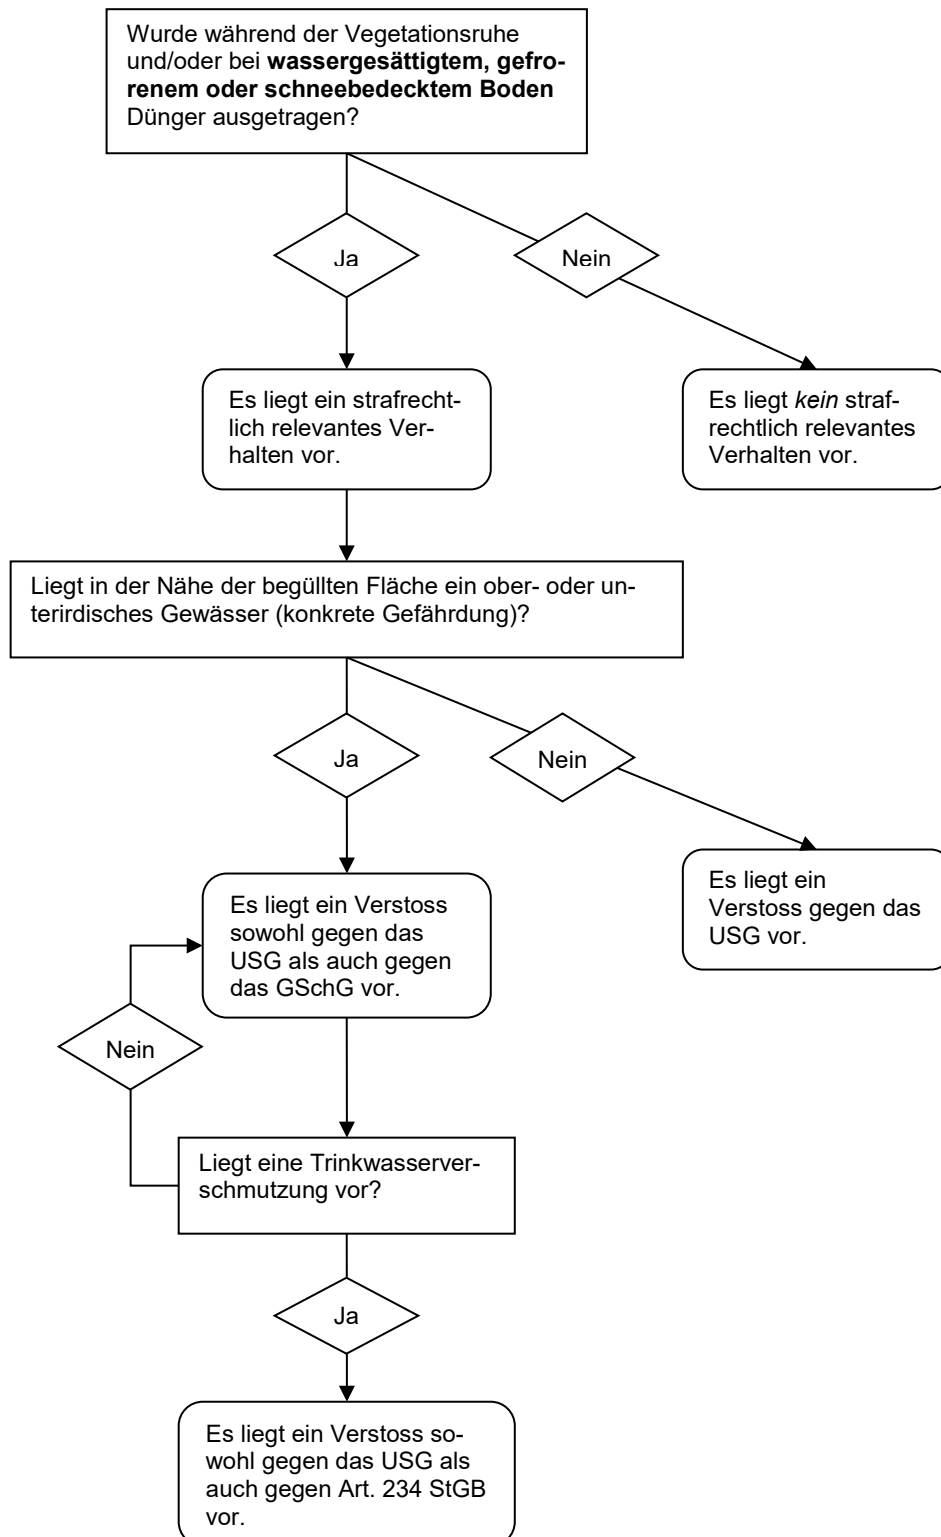 Wurde während der Vegetationsruhe
und/oder bei wassergesättigtem, gefro-
renem oder schneebedecktem Boden
Dünger ausgetragen?
Ja
Nein
Es liegt ein strafrecht-
lich relevantes Ver-
halten vor.
Es liegt kein straf-
rechtlich relevantes
Verhalten vor.
Liegt in der Nähe der begüllten Fläche ein ober- oder un-
terirdisches Gewässer (konkrete Gefährdung)?
Ja
Nein
Es liegt ein Verstoss
sowohl gegen das
USG als auch gegen
das GSchG vor.
Es liegt ein
Verstoss gegen das
USG vor.
Nein
Liegt eine Trinkwasserver-
schmutzung vor?
Ja
Es liegt ein Verstoss so-
wohl gegen das USG als
auch gegen Art. 234 StGB
vor.